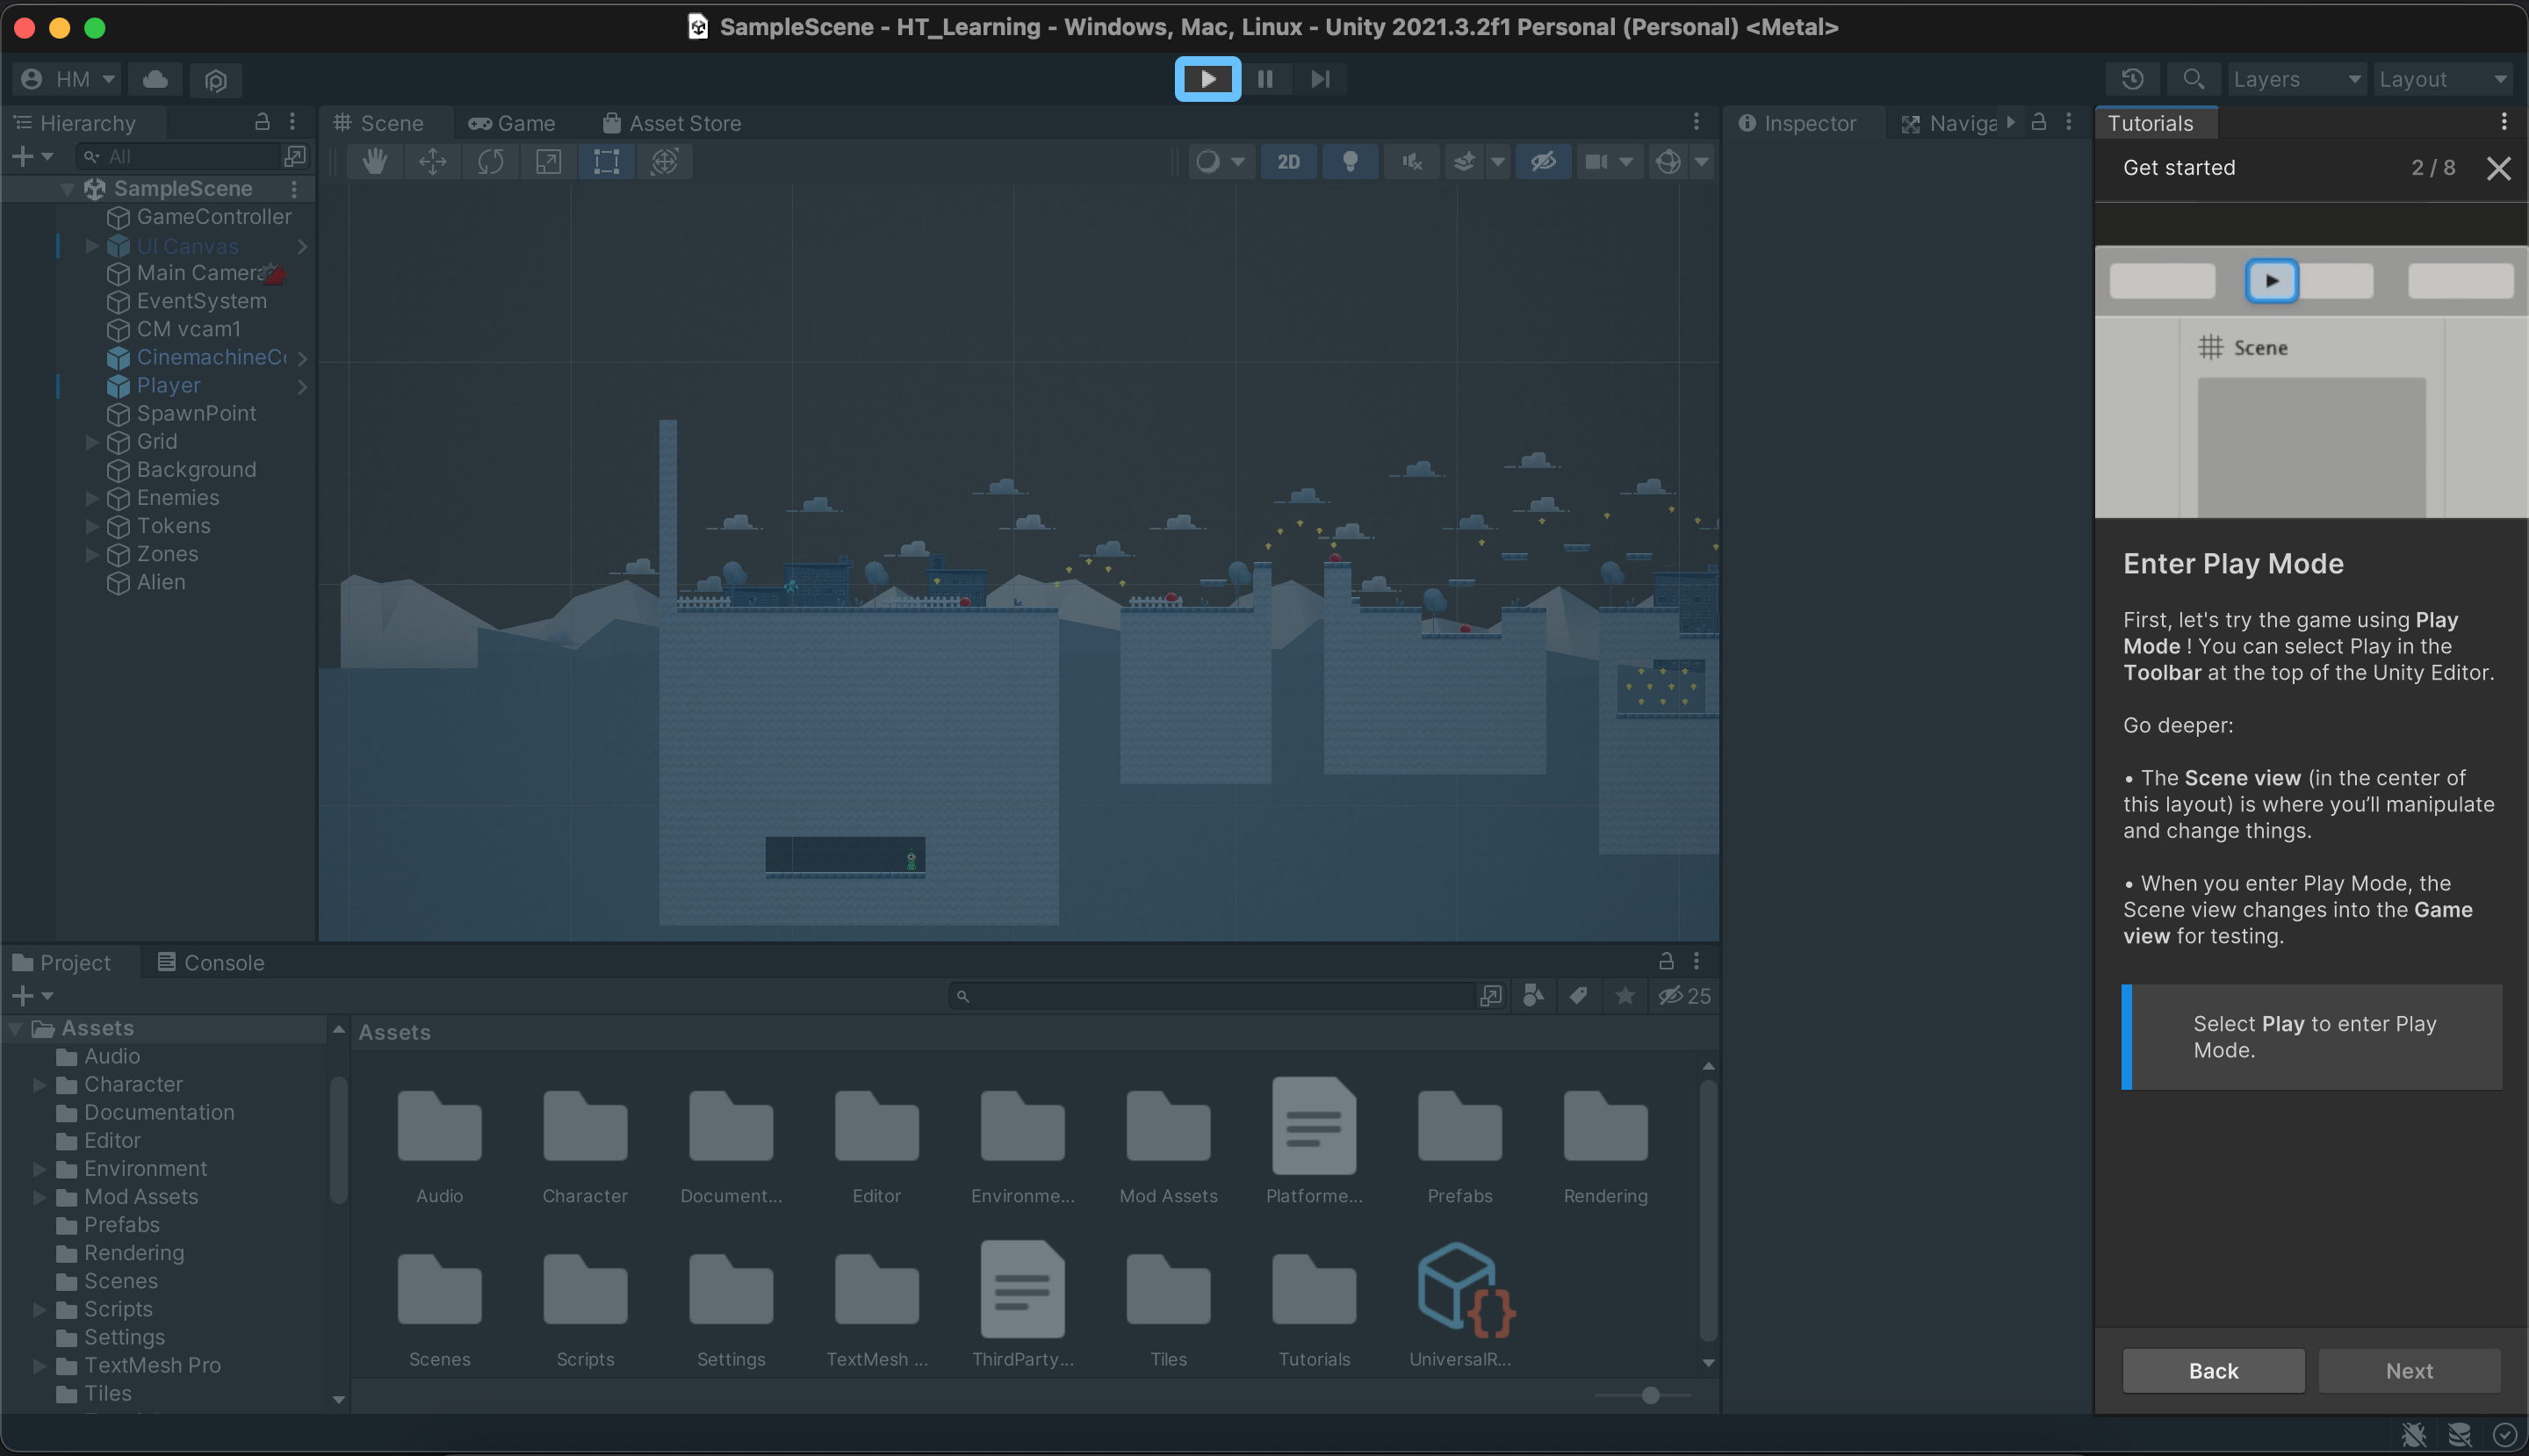 SampleScene - HT_Learning - Windows, Mac, Linux - Unity 2021.3.2f1 Personal (Personal) <Metal>
HM
Layers
Layout
Hierarchy
All
SampleScene
GameController
UI Canvas
Main Camera
EventSystem
CM vcam1
CinemachineCo
Player
SpawnPoint
Grid
Background
Enemies
Tokens
Zones
Alien
Scene
Game
Asset Store
2D
Inspector
Naviga
Tutorials
Get started
2 / 8
Scene
Enter Play Mode
First, let's try the game using Play
Mode ! You can select Play in the
Toolbar at the top of the Unity Editor.
Go deeper:
• The Scene view (in the center of
this layout) is where you’ll manipulate
and change things.
• When you enter Play Mode, the
Scene view changes into the Game
view for testing.
Select Play to enter Play
Mode.
Back
Next
Project
Console
25
Assets
Audio
Character
Documentation
Editor
Environment
Mod Assets
Prefabs
Rendering
Scenes
Scripts
Settings
TextMesh Pro
Tiles
Assets
Audio
Character
Document...
Editor
Environme...
Mod Assets
Platforme...
Prefabs
Rendering
Scenes
Scripts
Settings
TextMesh ...
ThirdParty...
Tiles
Tutorials
UniversalR...